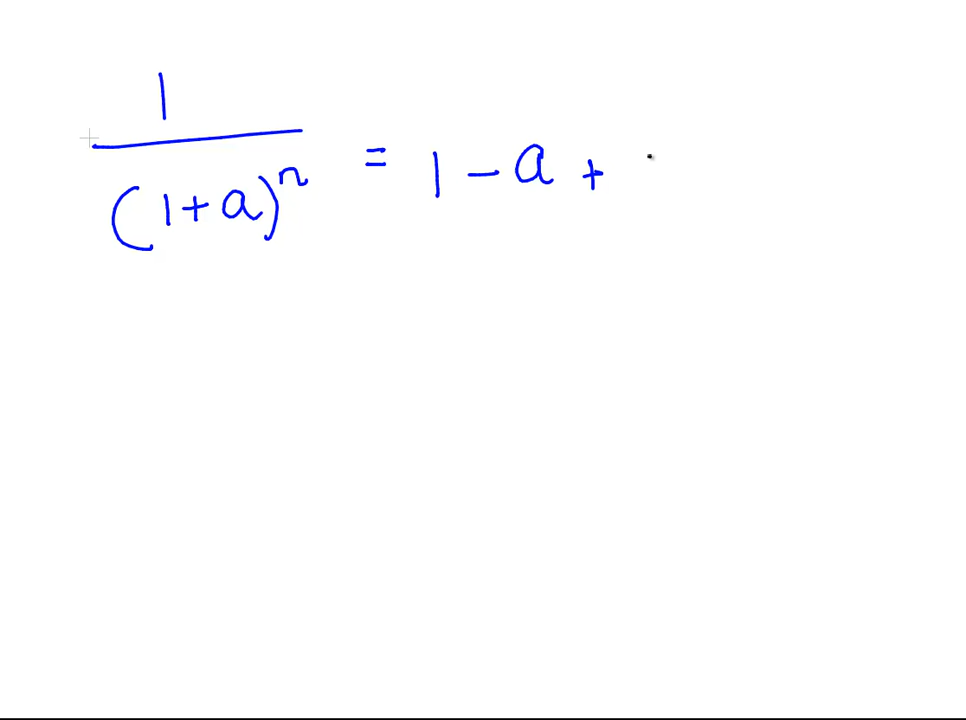 1/(1+a)^n = 1 - a +